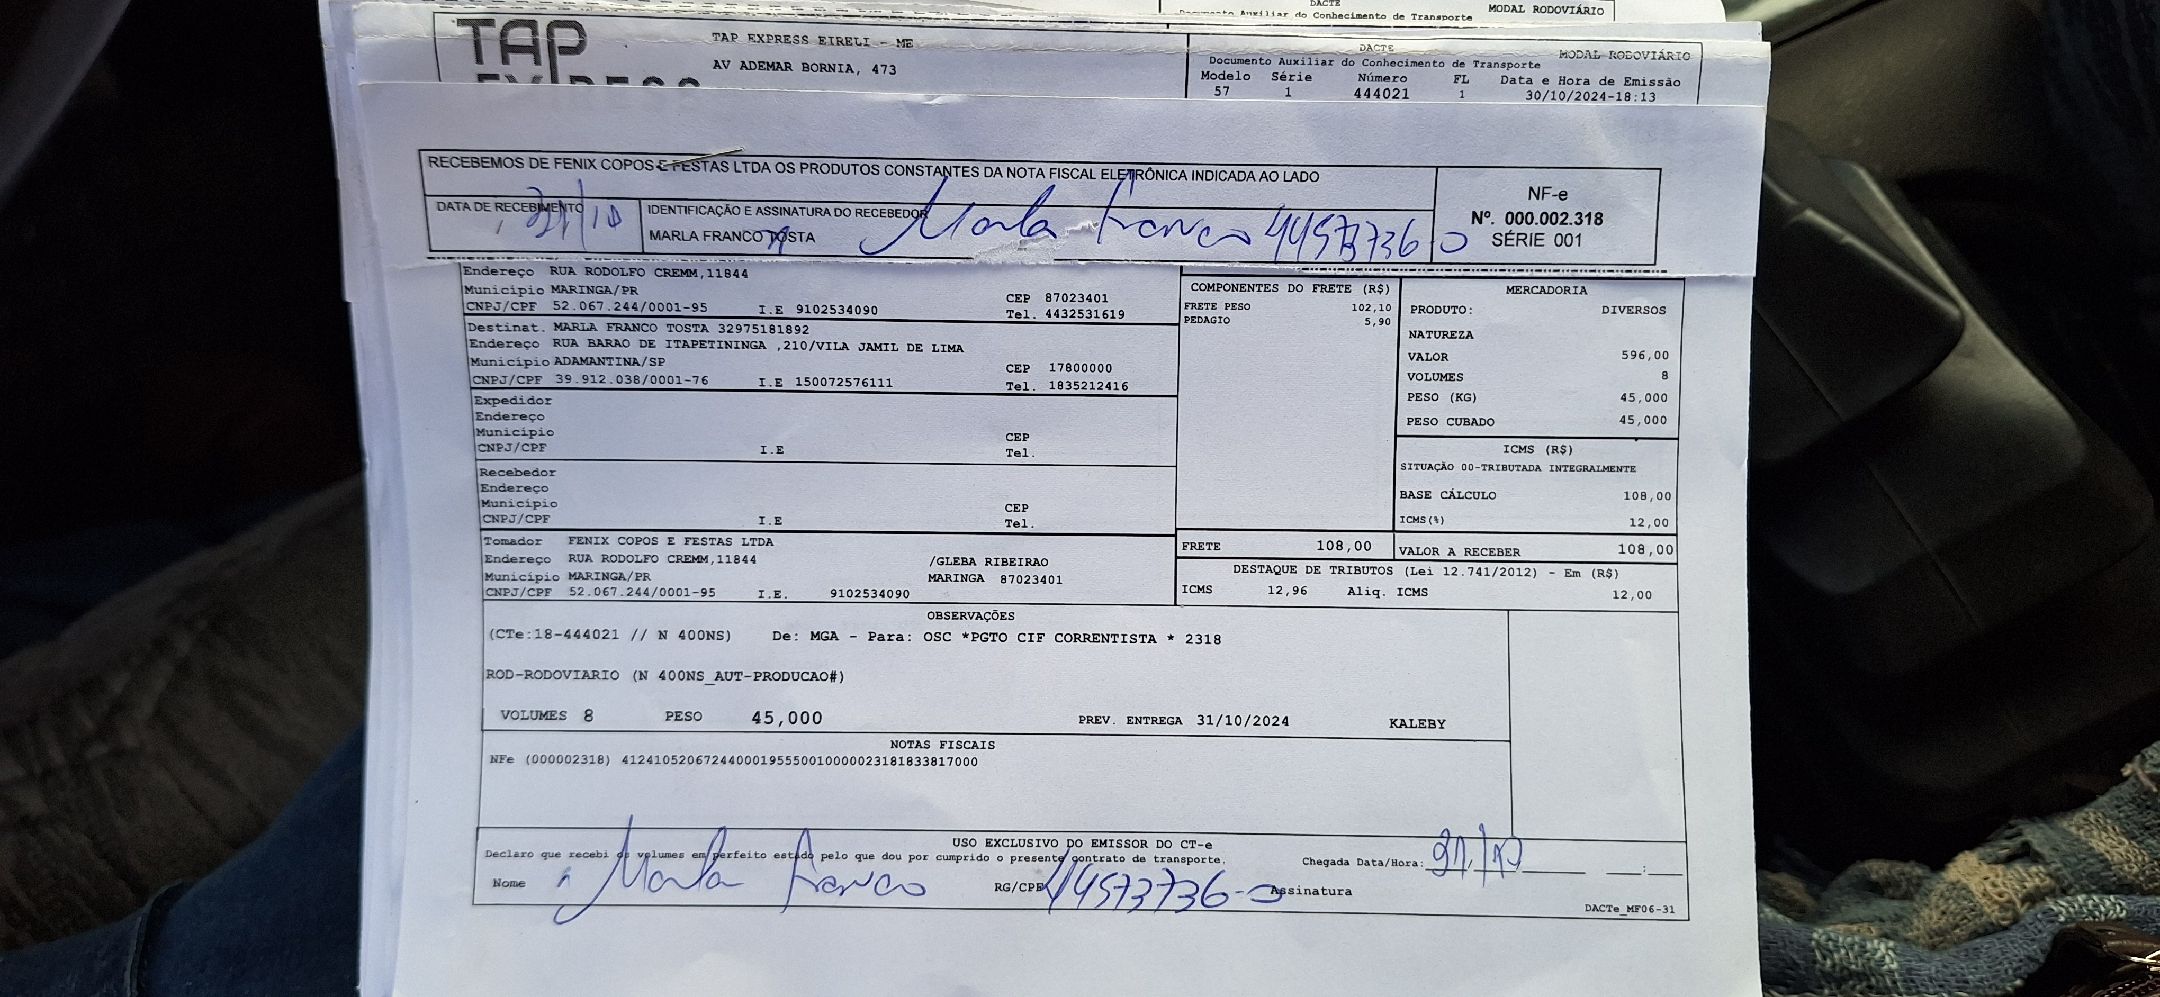 DACTE
Documento Auxiliar do Conhecimento de Transporte MODAL RODOVIÁRIO
TAP
TAP EXPRESS EIRELI - ME
AV ADEMAR BORNIA, 473
DACTE MODAL RODOVIÁRIO
Documento Auxiliar do Conhecimento de Transporte
Modelo Série Número FL Data e Hora de Emissão
57 1 444021 1 30/10/2024-18:13
RECEBEMOS DE FENIX COPOS E FESTAS LTDA OS PRODUTOS CONSTANTES DA NOTA FISCAL ELETRÔNICA INDICADA AO LADO
DATA DE RECEBIMENTO
IDENTIFICAÇÃO E ASSINATURA DO RECEBEDOR
MARLA FRANCO TOSTA
Marla Franco 44573736-0
NF-e
Nº. 000.002.318
SÉRIE 001
Endereço RUA RODOLFO CREMM,11844
Município MARINGA/PR CEP 87023401
CNPJ/CPF 52.067.244/0001-95 I.E 9102534090 Tel. 4432531619
Destinat. MARLA FRANCO TOSTA 32975181892
Endereço RUA BARAO DE ITAPETININGA ,210/VILA JAMIL DE LIMA
Município ADAMANTINA/SP CEP 17800000
CNPJ/CPF 39.912.038/0001-76 I.E 150072576111 Tel. 1835212416
Expedidor
Endereço
Município CEP
CNPJ/CPF I.E Tel.
Recebedor
Endereço
Município CEP
CNPJ/CPF I.E Tel.
Tomador FENIX COPOS E FESTAS LTDA
Endereço RUA RODOLFO CREMM,11844 /GLEBA RIBEIRAO
Município MARINGA/PR MARINGA 87023401
CNPJ/CPF 52.067.244/0001-95 I.E. 9102534090
COMPONENTES DO FRETE (R$)
FRETE PESO 102,10
PEDAGIO 5,90
MERCADORIA
PRODUTO: DIVERSOS
NATUREZA
VALOR 596,00
VOLUMES 8
PESO (KG) 45,000
PESO CUBADO 45,000
ICMS (R$)
SITUAÇÃO 00-TRIBUTADA INTEGRALMENTE
BASE CÁLCULO 108,00
ICMS(%) 12,00
FRETE 108,00 VALOR A RECEBER 108,00
DESTAQUE DE TRIBUTOS (Lei 12.741/2012) - Em (R$)
ICMS 12,96 Aliq. ICMS 12,00
OBSERVAÇÕES
(CTe:18-444021 // N 400NS) De: MGA - Para: OSC *PGTO CIF CORRENTISTA * 2318
ROD-RODOVIARIO (N 400NS_AUT-PRODUCAO#)
VOLUMES 8 PESO 45,000 PREV. ENTREGA 31/10/2024 KALEBY
NOTAS FISCAIS
NFe (000002318) 41241052067244000195550010000023181833817000
USO EXCLUSIVO DO EMISSOR DO CT-e
Declaro que recebi os volumes em perfeito estado pelo que dou por cumprido o presente contrato de transporte.
Chegada Data/Hora: 31/10 __:__
Nome Marla Franco RG/CPF 44573736-0 Assinatura
DACTe_MF06-31